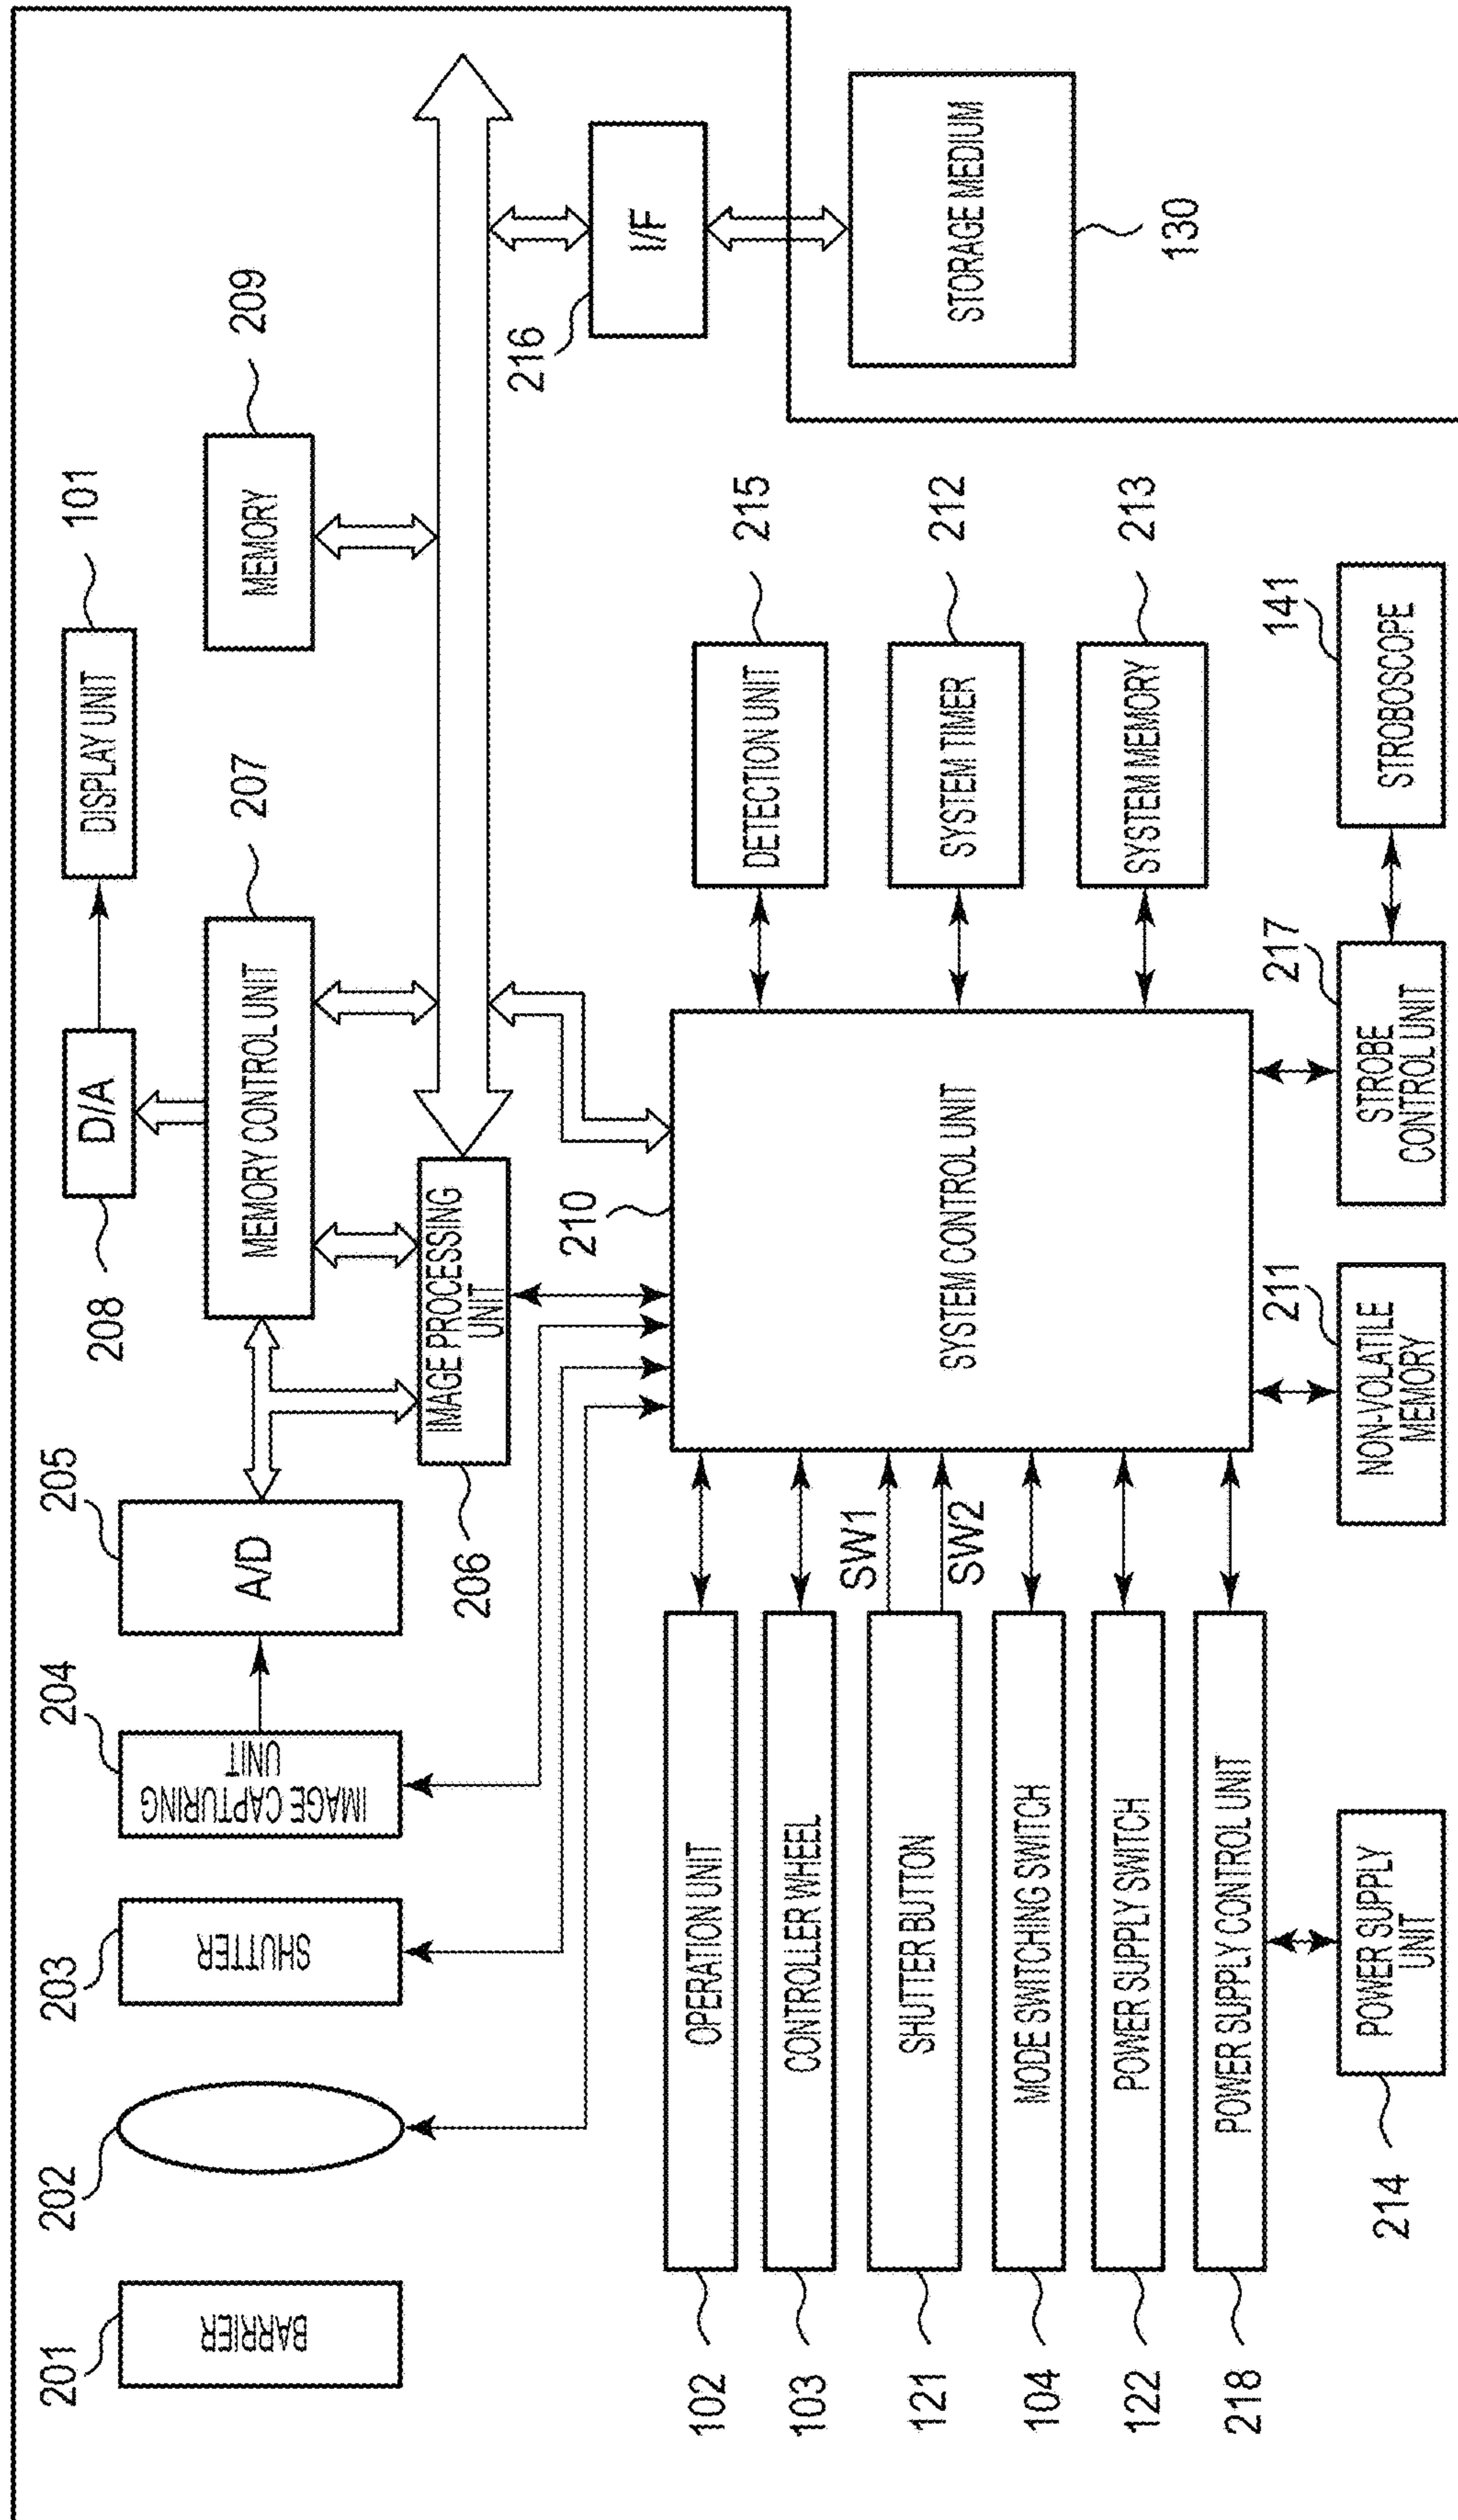 201
BARRIER
202
203
SHUTTER
204
IMAGE CAPTURING
UNIT
205
A/D
208
D/A
DISPLAY UNIT
101
MEMORY CONTROL UNIT
207
MEMORY
209
206
IMAGE PROCESSING
UNIT
216
I/F
STORAGE MEDIUM
130
210
SYSTEM CONTROL UNIT
102
OPERATION UNIT
103
CONTROLLER WHEEL
121
SHUTTER BUTTON
SW1
SW2
104
MODE SWITCHING SWITCH
122
POWER SUPPLY SWITCH
218
POWER SUPPLY CONTROL UNIT
DETECTION UNIT
215
SYSTEM TIMER
212
SYSTEM MEMORY
213
214
POWER SUPPLY
UNIT
211
NON-VOLATILE
MEMORY
217
STROBE
CONTROL UNIT
141
STROBOSCOPE